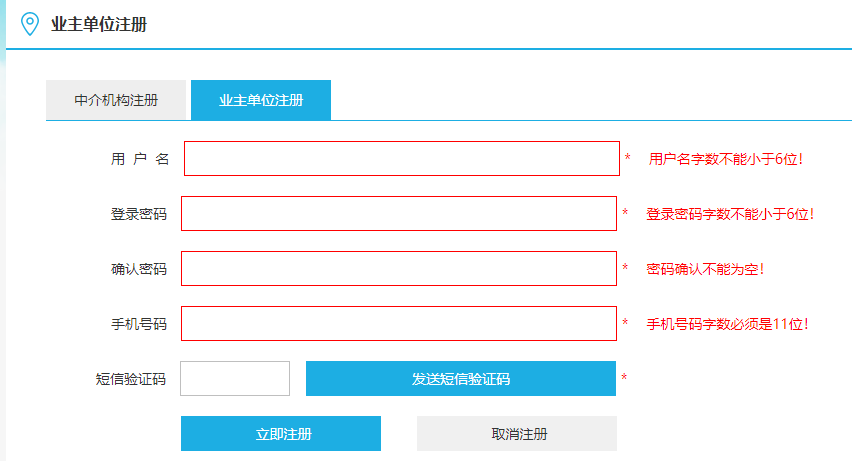 业主单位注册
中介机构注册 业主单位注册
用 户 名 * 用户名字数不能小于6位！
登录密码 * 登录密码字数不能小于6位！
确认密码 * 密码确认不能为空！
手机号码 * 手机号码字数必须是11位！
短信验证码 发送短信验证码 *
立即注册 取消注册